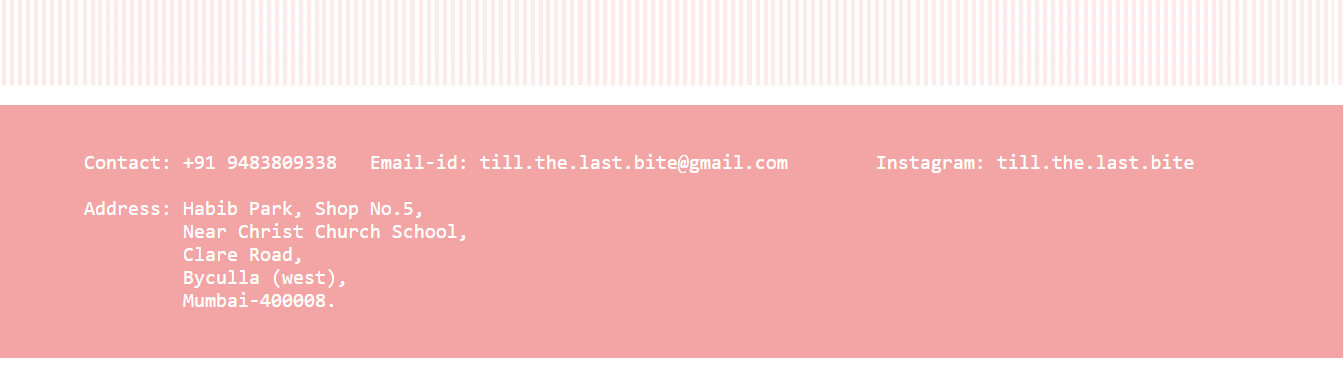 Contact: +91 9483809338   Email-id: till.the.last.bite@gmail.com        Instagram: till.the.last.bite
Address: Habib Park, Shop No.5,
Near Christ Church School,
Clare Road,
Byculla (west),
Mumbai-400008.